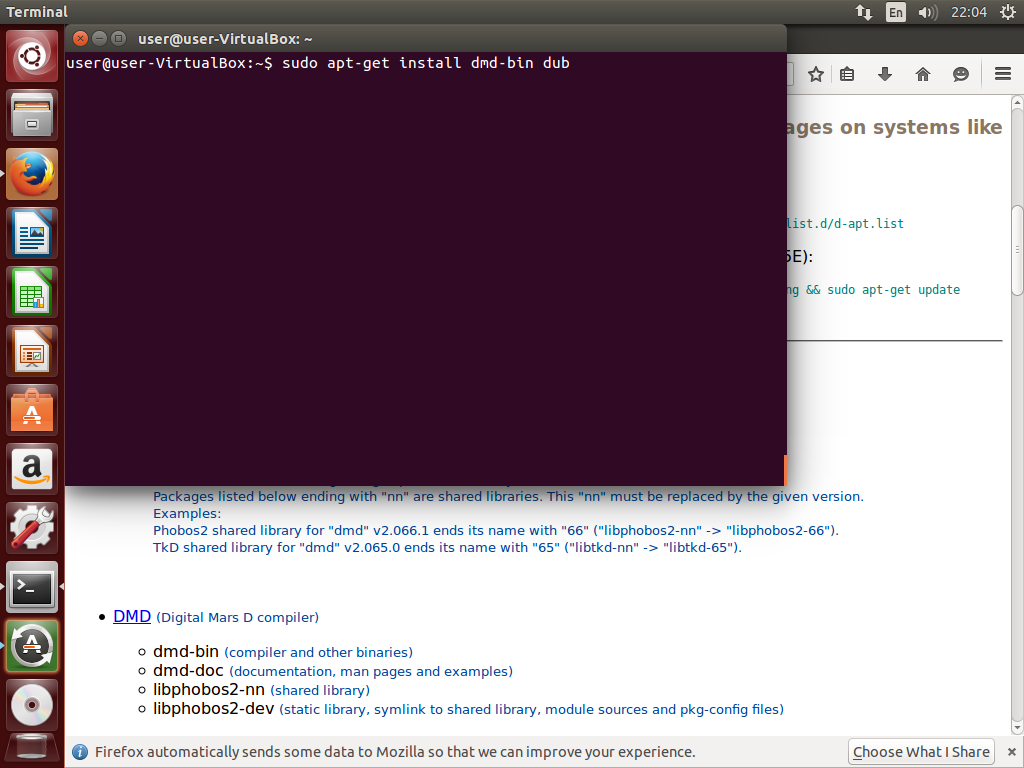 Terminal
En
22:04
user@user-VirtualBox: ~
user@user-VirtualBox:~$ sudo apt-get install dmd-bin dub
ages on systems like
list.d/d-apt.list
5E):
ng && sudo apt-get update
Packages listed below ending with "nn" are shared libraries. This "nn" must be replaced by the given version.
Examples:
Phobos2 shared library for "dmd" v2.066.1 ends its name with "66" ("libphobos2-nn" -> "libphobos2-66").
TkD shared library for "dmd" v2.065.0 ends its name with "65" ("libtkd-nn" -> "libtkd-65").
DMD (Digital Mars D compiler)
dmd-bin (compiler and other binaries)
dmd-doc (documentation, man pages and examples)
libphobos2-nn (shared library)
libphobos2-dev (static library, symlink to shared library, module sources and pkg-config files)
Firefox automatically sends some data to Mozilla so that we can improve your experience.
Choose What I Share